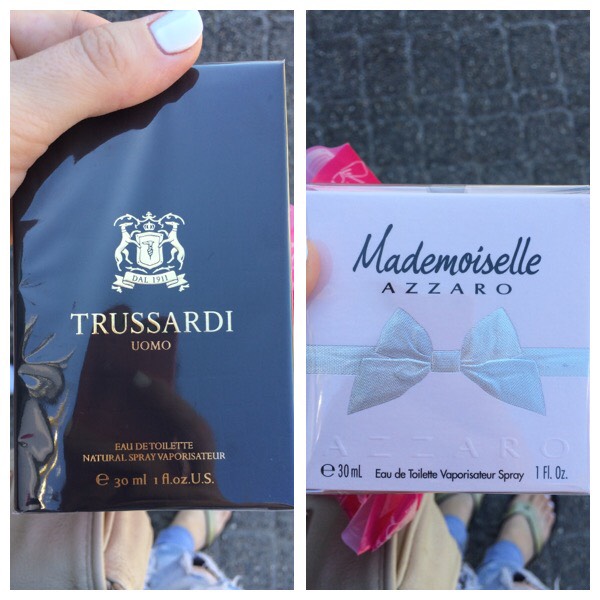 DAL 1911
TRUSSARDI
UOMO
EAU DE TOILETTE
NATURAL SPRAY VAPORISATEUR
℮ 30 ml 1 fl.oz.U.S.
Mademoiselle
AZZARO
AZZARO
℮ 30 mL Eau de Toilette Vaporisateur Spray 1 Fl. Oz.